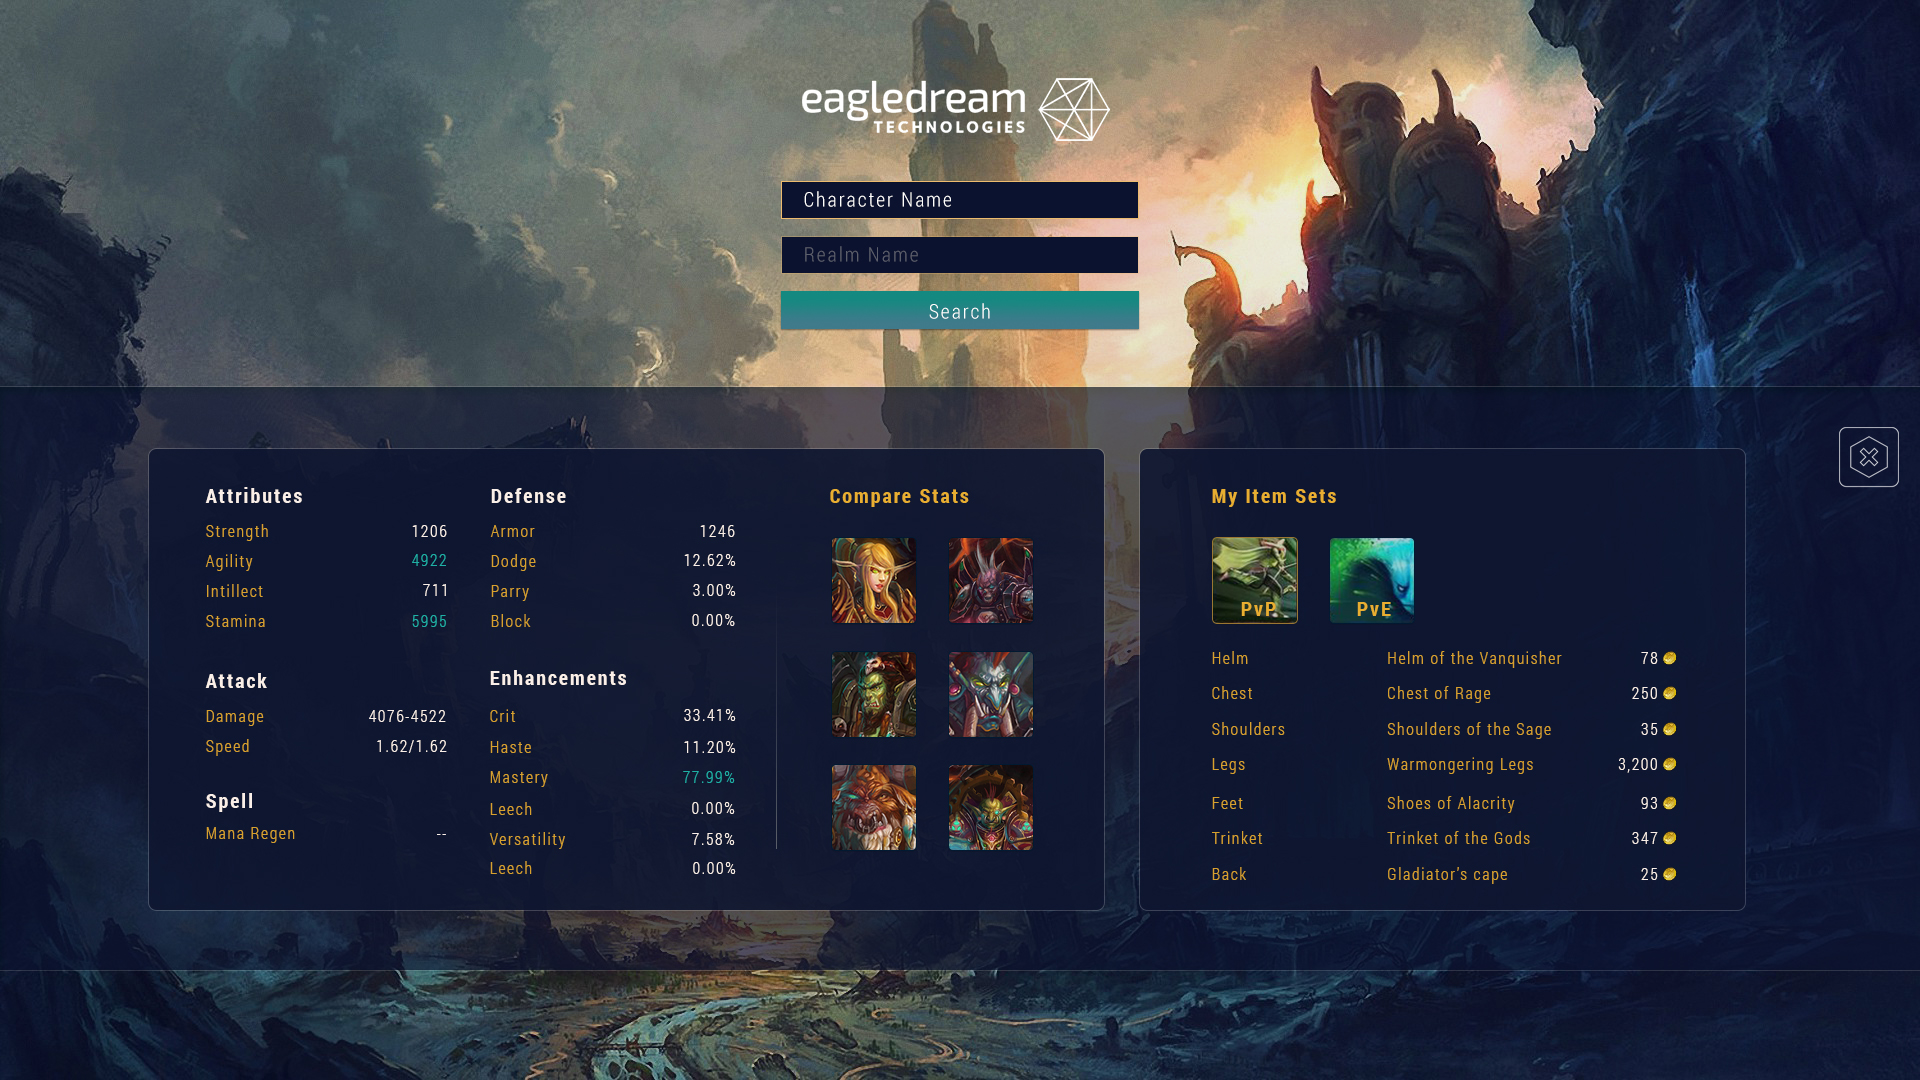 eagledream
TECHNOLOGIES
Character Name
Realm Name
Search
Attributes
Strength 1206
Agility 4922
Intillect 711
Stamina 5995
Attack
Damage 4076-4522
Speed 1.62/1.62
Spell
Mana Regen --
Defense
Armor 1246
Dodge 12.62%
Parry 3.00%
Block 0.00%
Enhancements
Crit 33.41%
Haste 11.20%
Mastery 77.99%
Leech 0.00%
Versatility 7.58%
Leech 0.00%
Compare Stats
My Item Sets
PvP PvE
Helm Helm of the Vanquisher 78
Chest Chest of Rage 250
Shoulders Shoulders of the Sage 35
Legs Warmongering Legs 3,200
Feet Shoes of Alacrity 93
Trinket Trinket of the Gods 347
Back Gladiator's cape 25